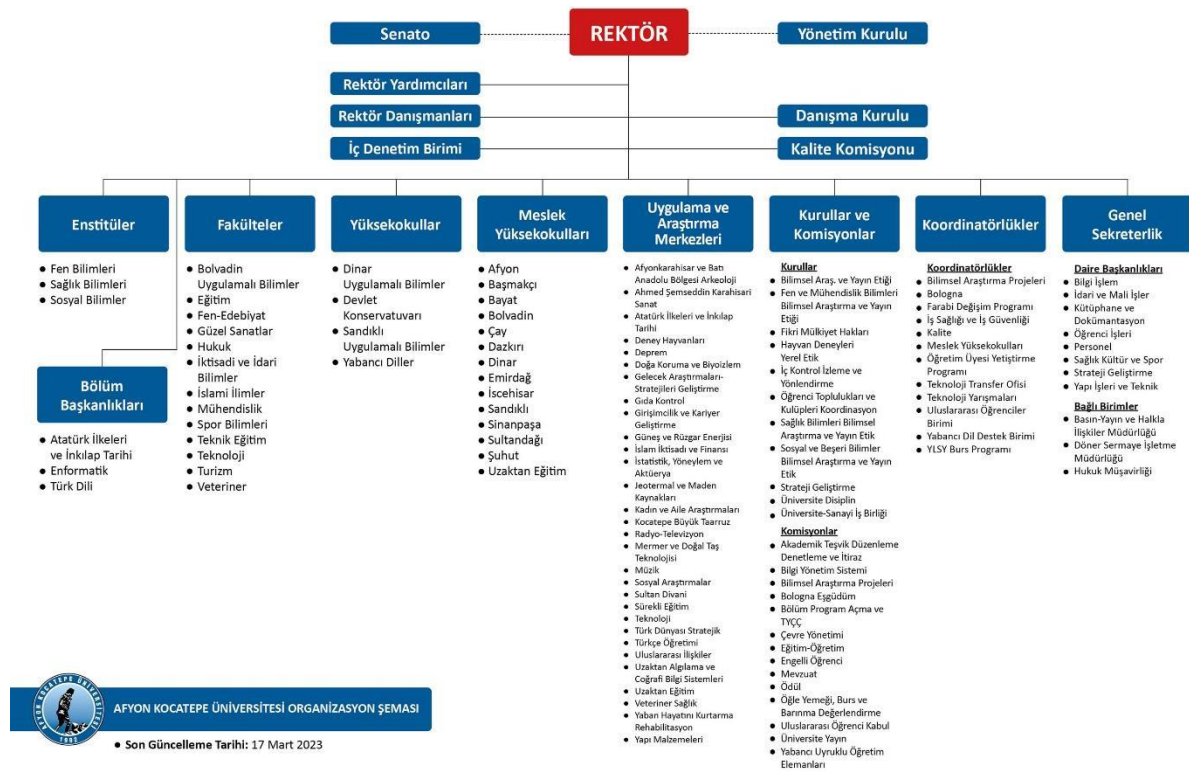 Senato
REKTÖR
Yönetim Kurulu
Rektör Yardımcıları
Rektör Danışmanları
Danışma Kurulu
İç Denetim Birimi
Kalite Komisyonu
Enstitüler
• Fen Bilimleri
• Sağlık Bilimleri
• Sosyal Bilimler
Bölüm
Başkanlıkları
• Atatürk İlkeleri
ve İnkılap Tarihi
• Enformatik
• Türk Dili
Fakülteler
• Bolvadin
Uygulamalı Bilimler
• Eğitim
• Fen-Edebiyat
• Güzel Sanatlar
• Hukuk
• İktisadi ve İdari
Bilimler
• İslami İlimler
• Mühendislik
• Spor Bilimleri
• Teknik Eğitim
• Teknoloji
• Turizm
• Veteriner
Yüksekokullar
• Dinar
Uygulamalı Bilimler
• Devlet
Konservatuvarı
• Sandıklı
Uygulamalı Bilimler
• Yabancı Diller
Meslek
Yüksekokulları
• Afyon
• Başmakçı
• Bayat
• Bolvadin
• Çay
• Dazkırı
• Dinar
• Emirdağ
• İscehisar
• Sandıklı
• Sinanpaşa
• Sultandağı
• Şuhut
• Uzaktan Eğitim
Uygulama ve
Araştırma
Merkezleri
• Afyonkarahisar ve Batı
Anadolu Bölgesi Arkeoloji
• Ahmed Şemseddin Karahisari
Sanat
• Atatürk İlkeleri ve İnkılap
Tarihi
• Deney Hayvanları
• Deprem
• Doğa Koruma ve Biyoizlem
• Gelecek Araştırmaları-
Stratejileri Geliştirme
• Gıda Kontrol
• Girişimcilik ve Kariyer
Geliştirme
• Güneş ve Rüzgar Enerjisi
• İslam İktisadı ve Finansı
• İstatistik, Yöneylem ve
Aktüerya
• Jeotermal ve Maden
Kaynakları
• Kadın ve Aile Araştırmaları
• Kocatepe Büyük Taarruz
• Radyo-Televizyon
• Mermer ve Doğal Taş
Teknolojisi
• Müzik
• Sosyal Araştırmalar
• Sultan Divani
• Sürekli Eğitim
• Teknoloji
• Türk Dünyası Stratejik
• Türkçe Öğretimi
• Uluslararası İlişkiler
• Uzaktan Algılama ve
Coğrafi Bilgi Sistemleri
• Uzaktan Eğitim
• Veteriner Sağlık
• Yaban Hayatını Kurtarma
Rehabilitasyon
• Yapı Malzemeleri
Kurullar ve
Komisyonlar
Kurullar
• Bilimsel Araş. ve Yayın Etiği
• Fen ve Mühendislik Bilimleri
Bilimsel Araştırma ve Yayın
Etiği
• Fikri Mülkiyet Hakları
• Hayvan Deneyleri
Yerel Etik
• İç Kontrol İzleme ve
Yönlendirme
• Öğrenci Toplulukları ve
Kulüpleri Koordinasyon
• Sağlık Bilimleri Bilimsel
Araştırma ve Yayın Etik
• Sosyal ve Beşeri Bilimler
Bilimsel Araştırma ve Yayın
Etik
• Strateji Geliştirme
• Üniversite Disiplin
• Üniversite-Sanayi İş Birliği
Komisyonlar
• Akademik Teşvik Düzenleme
Denetleme ve İtiraz
• Bilgi Yönetim Sistemi
• Bilimsel Araştırma Projeleri
• Bologna Eşgüdüm
• Bölüm Program Açma ve
TYÇÇ
• Çevre Yönetimi
• Eğitim-Öğretim
• Engelli Öğrenci
• Mevzuat
• Ödül
• Öğle Yemeği, Burs ve
Barınma Değerlendirme
• Uluslararası Öğrenci Kabul
• Üniversite Yayın
• Yabancı Uyruklu Öğretim
Elemanları
Koordinatörlükler
Koordinatörlükler
• Bilimsel Araştırma Projeleri
• Bologna
• Farabi Değişim Programı
• İş Sağlığı ve İş Güvenliği
• Kalite
• Meslek Yüksekokulları
• Öğretim Üyesi Yetiştirme
Programı
• Teknoloji Transfer Ofisi
• Teknoloji Yarışmaları
• Uluslararası Öğrenciler
Birimi
• Yabancı Dil Destek Birimi
• YLSY Burs Programı
Genel
Sekreterlik
Daire Başkanlıkları
• Bilgi İşlem
• İdari ve Mali İşler
• Kütüphane ve
Dokümantasyon
• Öğrenci İşleri
• Personel
• Sağlık Kültür ve Spor
• Strateji Geliştirme
• Yapı İşleri ve Teknik
Bağlı Birimler
• Basın-Yayın ve Halkla
İlişkiler Müdürlüğü
• Döner Sermaye İşletme
Müdürlüğü
• Hukuk Müşavirliği
AFYON KOCATEPE ÜNİVERSİTESİ
1992
AFYON KOCATEPE ÜNİVERSİTESİ ORGANİZASYON ŞEMASI
• Son Güncelleme Tarihi: 17 Mart 2023